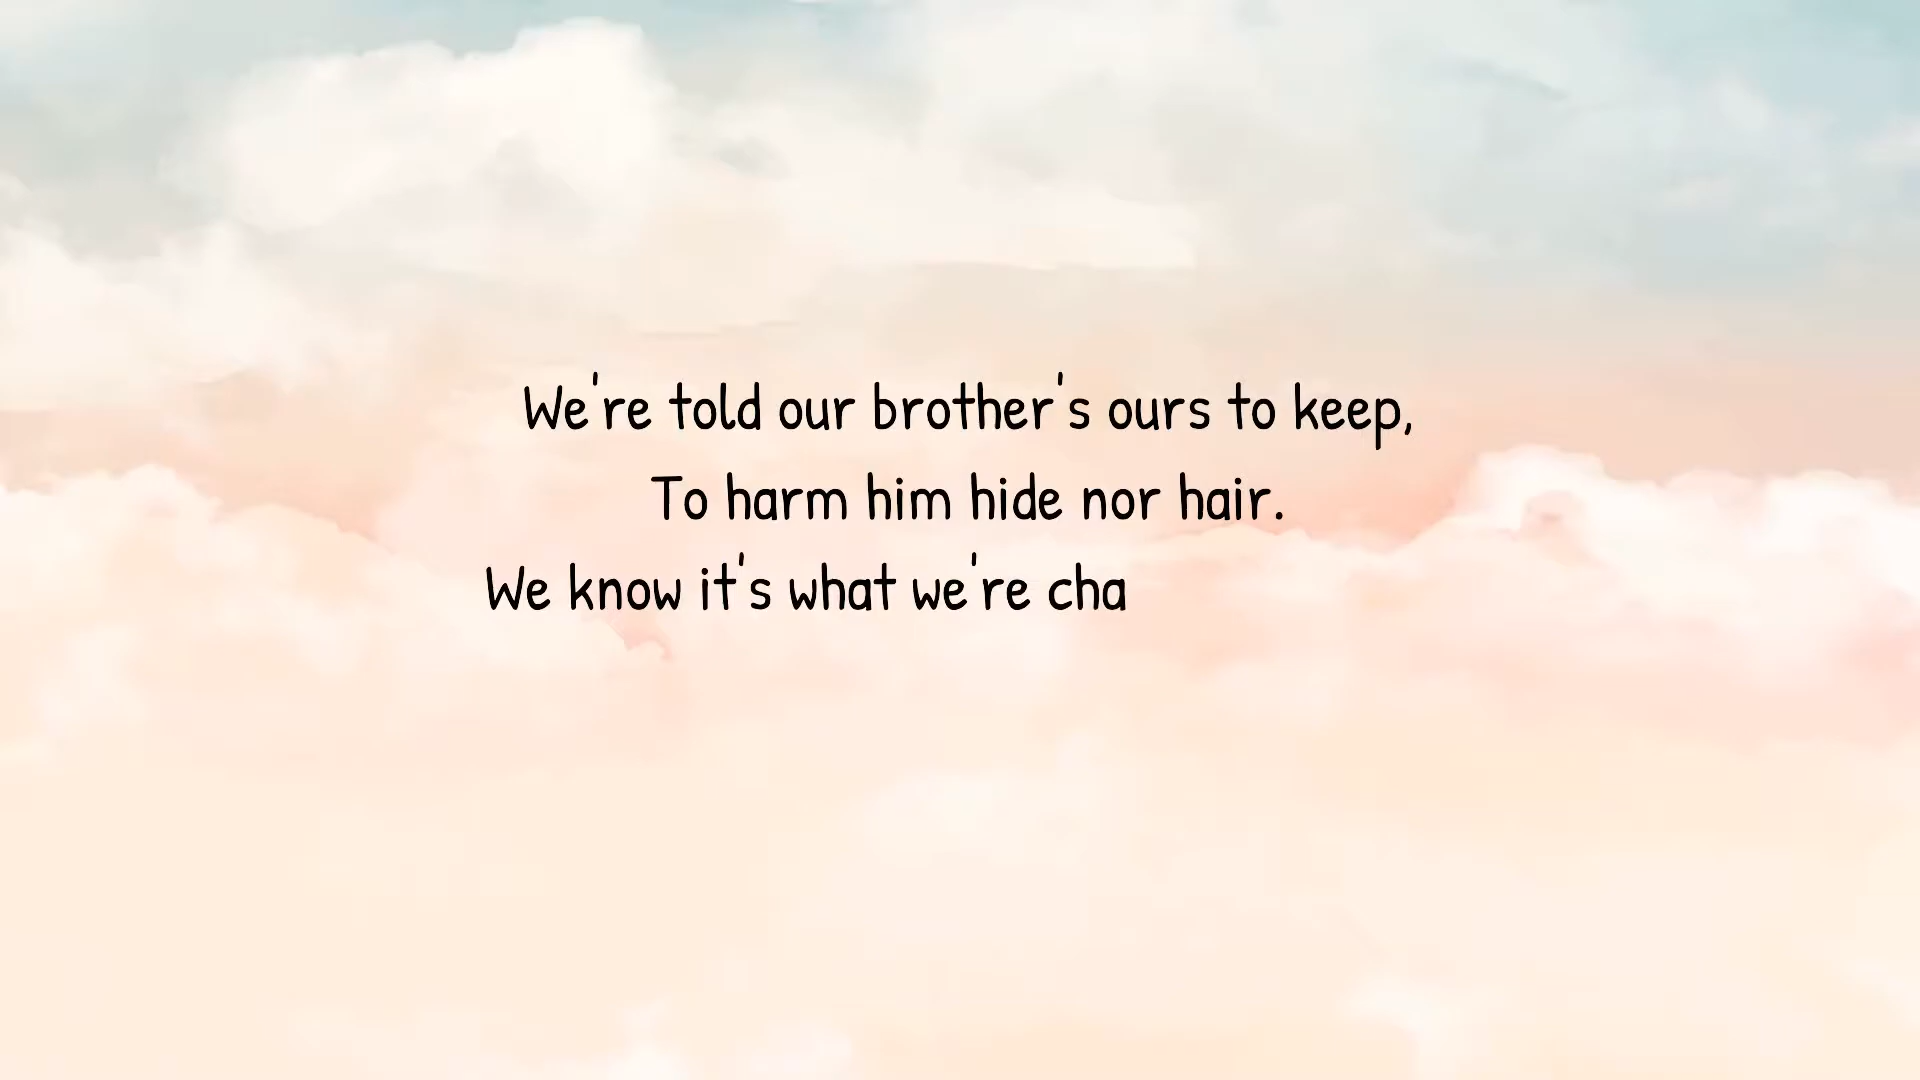 We're told our brother's ours to keep,
To harm him hide nor hair.
We know it's what we're cha